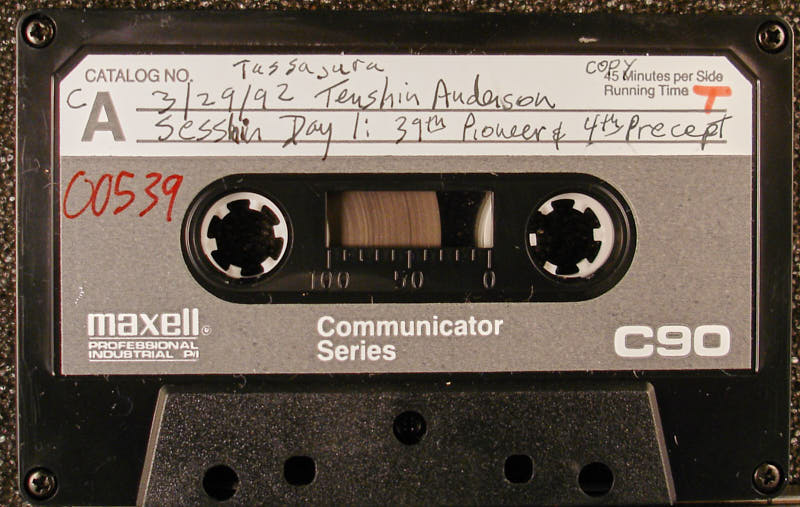 Tassajara
CATALOG NO.
COPY
45 Minutes per Side
Running Time T
C
A
3/29/92 Tenshin Anderson
Sesshin Day 1: 39th Pioneer & 4th Precept
00539
100 50 0
maxell
PROFESSIONAL
INDUSTRIAL P/I
Communicator
Series
C90